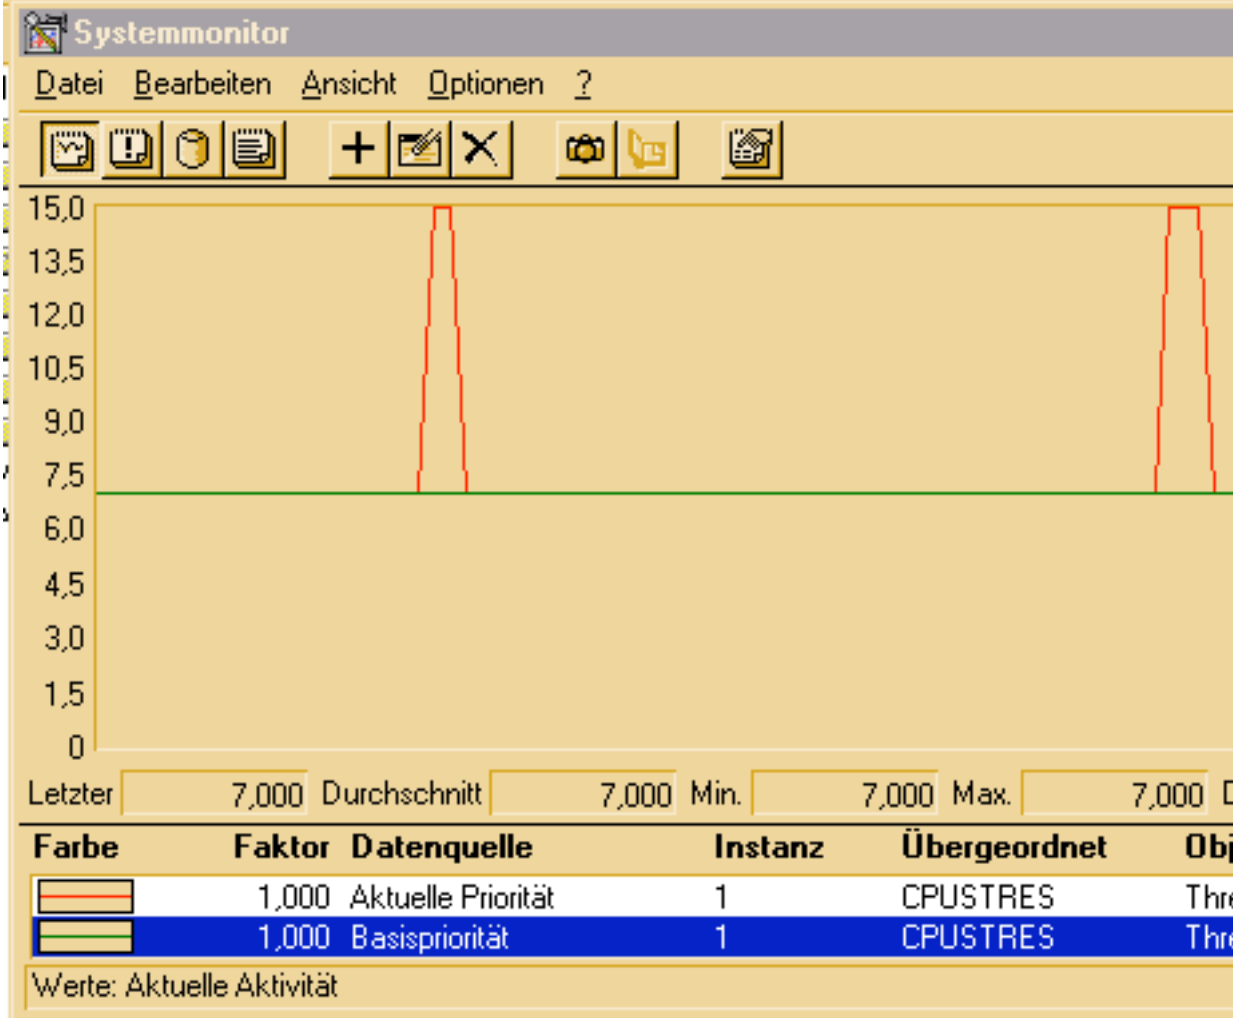 Systemmonitor
Datei Bearbeiten Ansicht Optionen ?
15,0
13,5
12,0
10,5
9,0
7,5
6,0
4,5
3,0
1,5
0
Letzter 7,000 Durchschnitt 7,000 Min. 7,000 Max. 7,000
Farbe Faktor Datenquelle Instanz Übergeordnet Obj
1,000 Aktuelle Priorität 1 CPUSTRES Thre
1,000 Basispriorität 1 CPUSTRES Thre
Werte: Aktuelle Aktivität